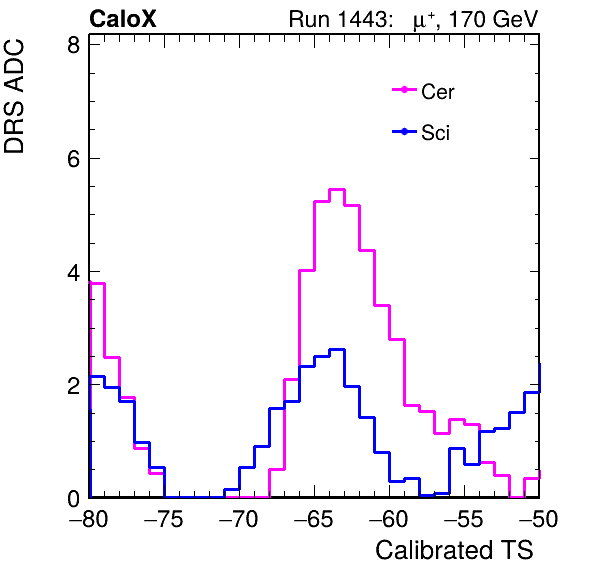 CaloX Run 1443: μ⁺, 170 GeV
DRS ADC
8
6
4
2
0
Cer
Sci
−80 −75 −70 −65 −60 −55 −50
Calibrated TS